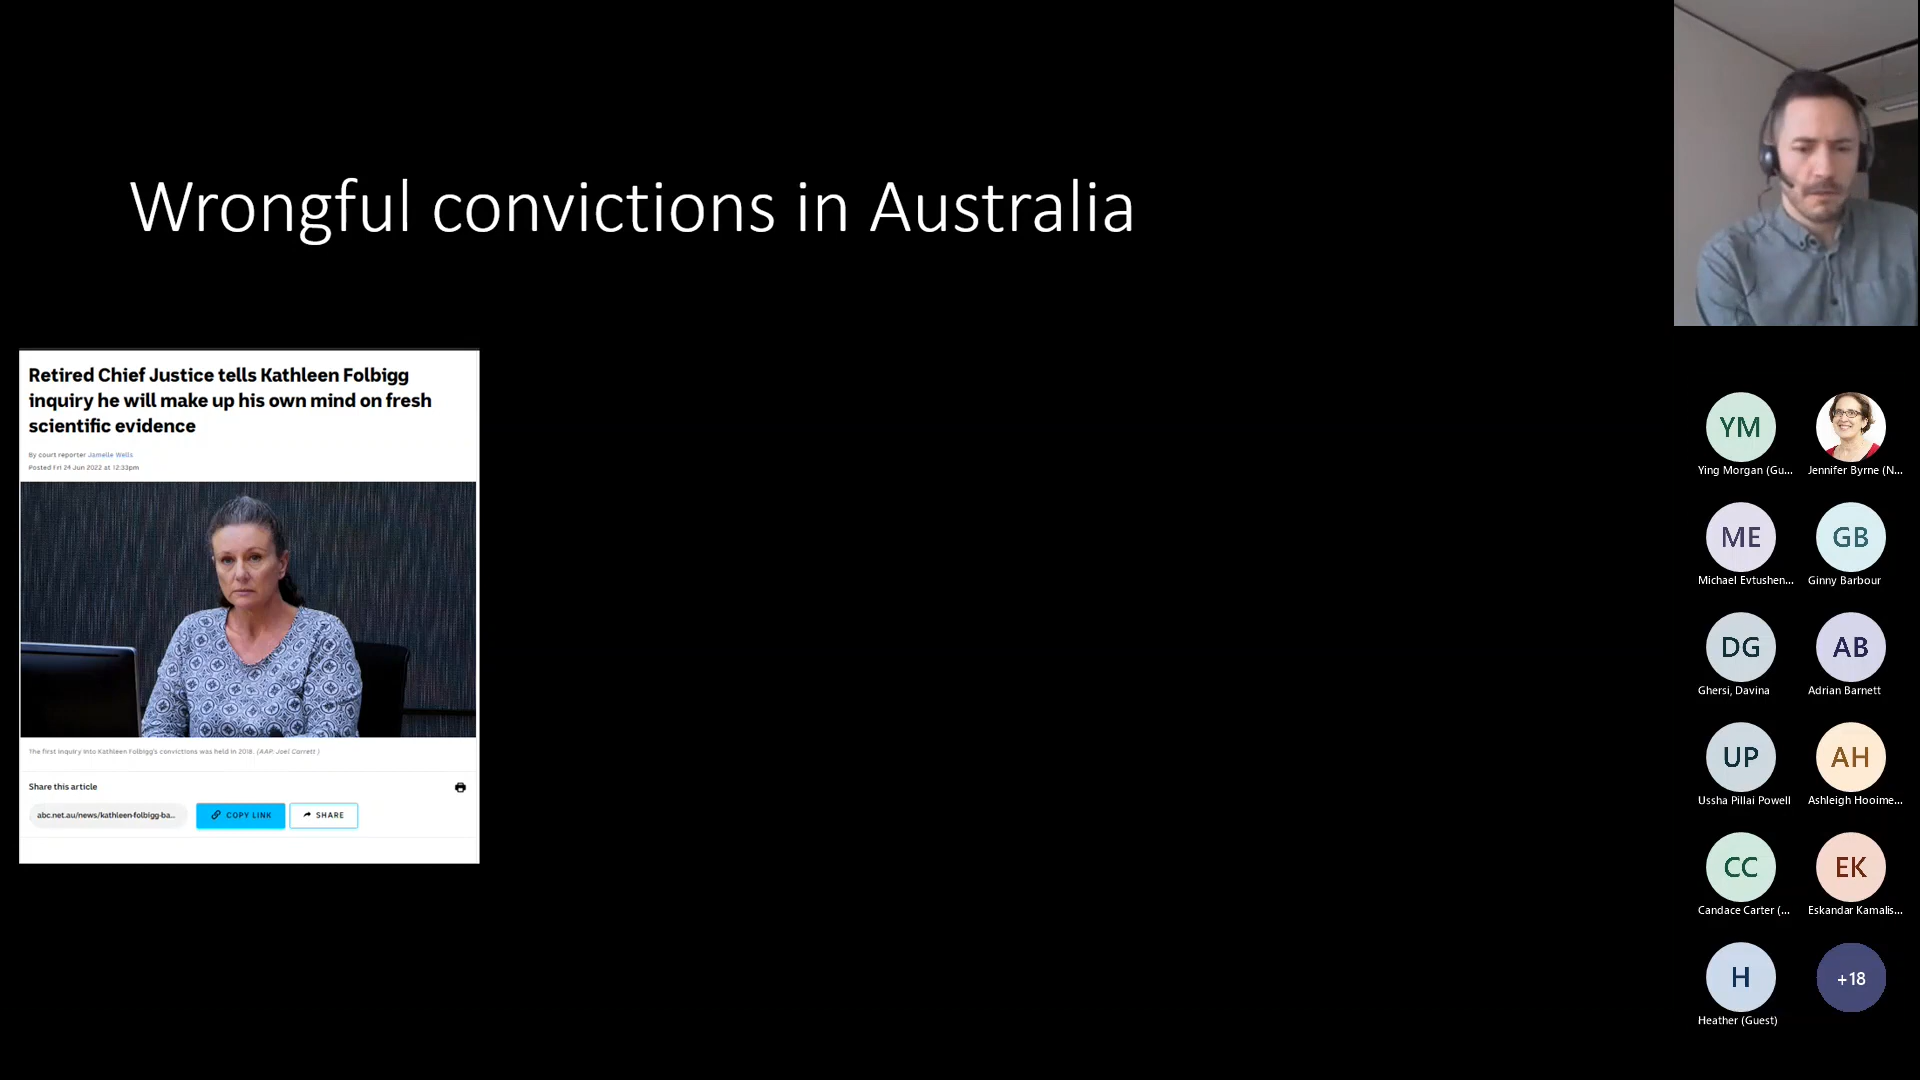 Wrongful convictions in Australia
Retired Chief Justice tells Kathleen Folbigg
inquiry he will make up his own mind on fresh
scientific evidence
By court reporter Jamelle Wells
Posted Fri 24 Jun 2022 at 12:33pm
The first inquiry into Kathleen Folbigg's convictions was held in 2018. (AAP: Joel Carrett )
Share this article
abc.net.au/news/kathleen-folbigg-ba...
COPY LINK
SHARE
YM
Ying Morgan (Gu...
Jennifer Byrne (N...
ME
Michael Evtushen...
GB
Ginny Barbour
DG
Ghersi, Davina
AB
Adrian Barnett
UP
Ussha Pillai Powell
AH
Ashleigh Hooime...
CC
Candace Carter (...
EK
Eskandar Kamalis...
H
Heather (Guest)
+18